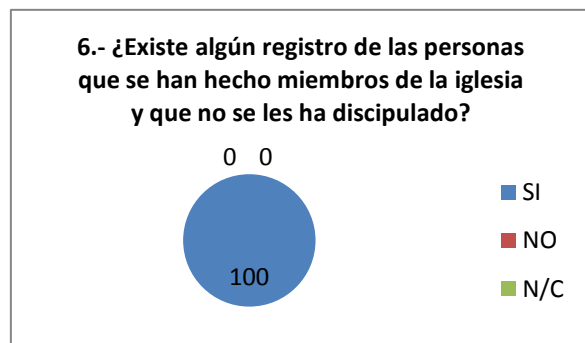 6.- ¿Existe algún registro de las personas
que se han hecho miembros de la iglesia
y que no se les ha discipulado?
0 0
100
SI
NO
N/C